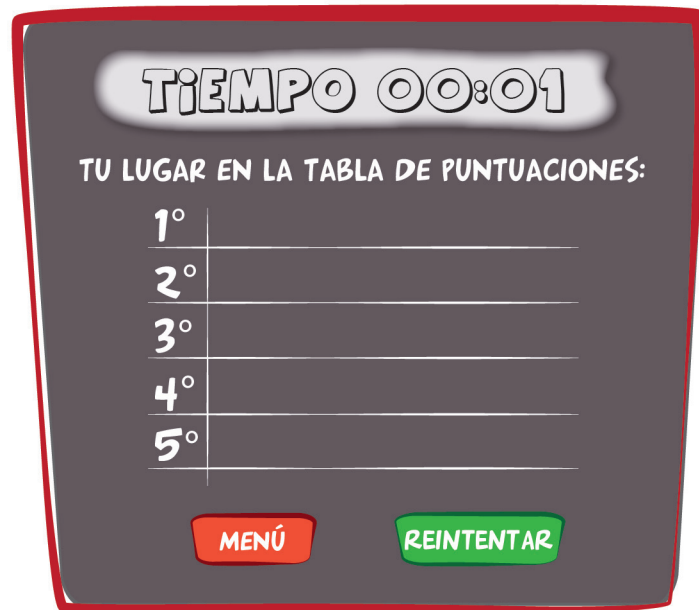 TIEMPO 00:01
TU LUGAR EN LA TABLA DE PUNTUACIONES:
1°
2°
3°
4°
5°
MENÚ REINTENTAR